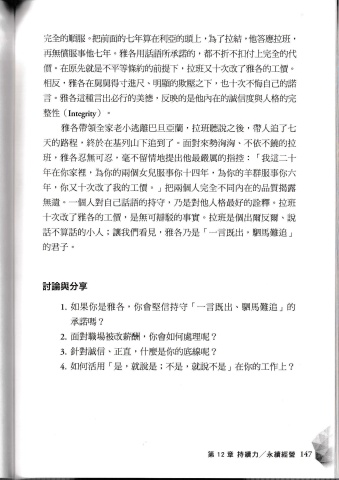 完全的順服。把前面的七年算在利亞的頭上，為了拉結，他答應拉班，
再無償服事他七年。雅各用話語所承諾的，都不折不扣付上完全的代
價，在原先就是不平等條約的前提下，拉班又十次改了雅各的工價。
相反，雅各在舅舅得寸進尺、明顯的欺壓之下，也十次不悔自己的諾
言。雅各這種言出必行的美德，反映的是他內在的誠信度與人格的完
整性（Integrity）。
雅各帶領全家老小逃離巴旦亞蘭，拉班聽說之後，帶人追了七
天的路程，終於在基列山下追到了。面對來勢洶洶、不依不饒的拉
班，雅各忍無可忍，毫不留情地提出他最嚴厲的指控：「我這二十
年在你家裡，為你的兩個女兒服事你十四年，為你的羊群服事你六
年，你又十次改了我的工價。」把兩個人完全不同內在的品質揭露
無遺。一個人對自己話語的持守，乃是對他人格最好的詮釋。拉班
十次改了雅各的工價，是無可辯駁的事實。拉班是個出爾反爾、說
話不算話的小人；讓我們看見，雅各乃是「一言既出，駟馬難追」
的君子。
討論與分享
1. 如果你是雅各，你會堅信持守「一言既出、駟馬難追」的
承諾嗎？
2. 面對職場被改薪酬，你會如何處理呢？
3. 針對誠信、正直，什麼是你的底線呢？
4. 如何活用「是，就說是；不是，就說不是」在你的工作上？
第 12 章 持續力／永續經營 147